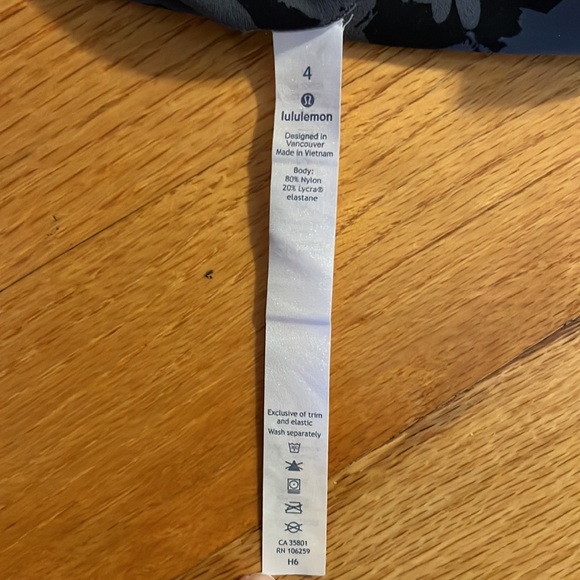 4
lululemon
Designed in
Vancouver
Made in Vietnam
Body:
80% Nylon
20% Lycra®
elastane
Exclusive of trim
and elastic
Wash separately
CA 35801
RN 106259
H6